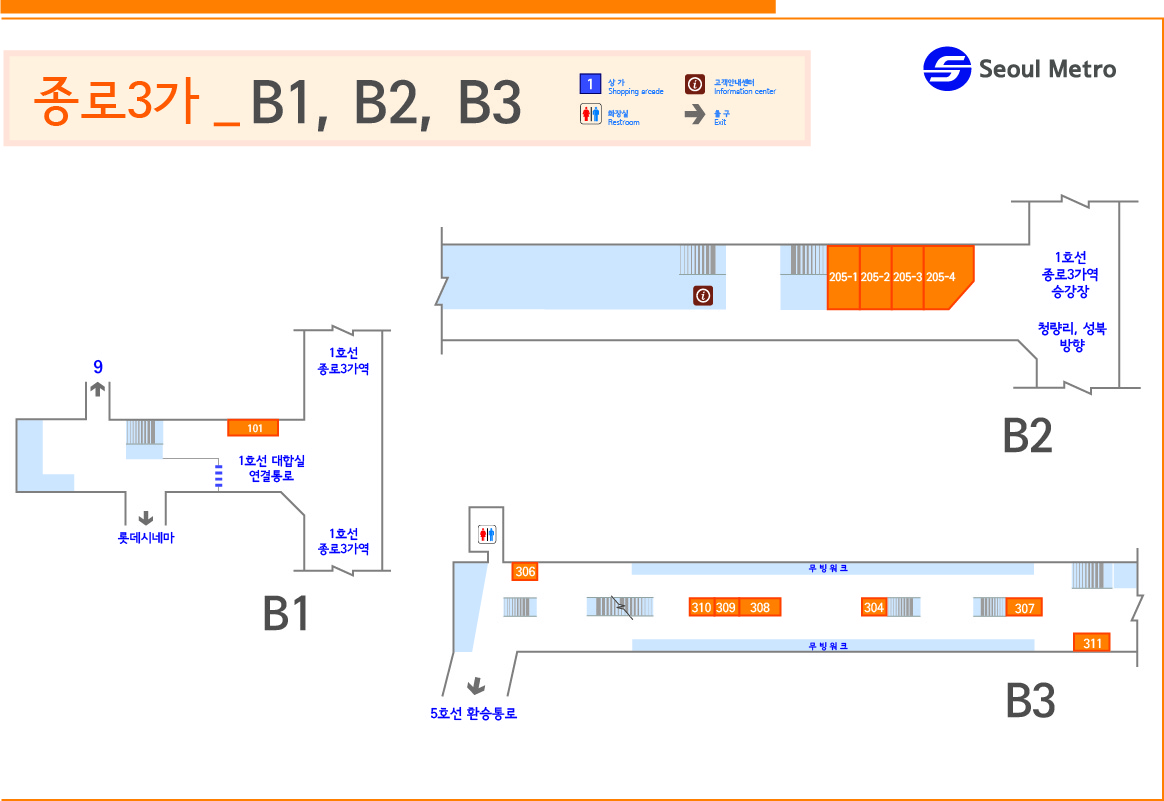 종로3가 _ B1, B2, B3
1
상 가
Shopping arcade
고객안내센터
Information center
화장실
Restroom
출 구
Exit
Seoul Metro
205-1 205-2 205-3 205-4
1호선
종로3가역
승강장
청량리, 성북
방향
B2
1호선
종로3가역
9
101
1호선 대합실
연결통로
롯데시네마
1호선
종로3가역
B1
306
무빙워크
310 309 308
304
307
311
무빙워크
5호선 환승통로
B3